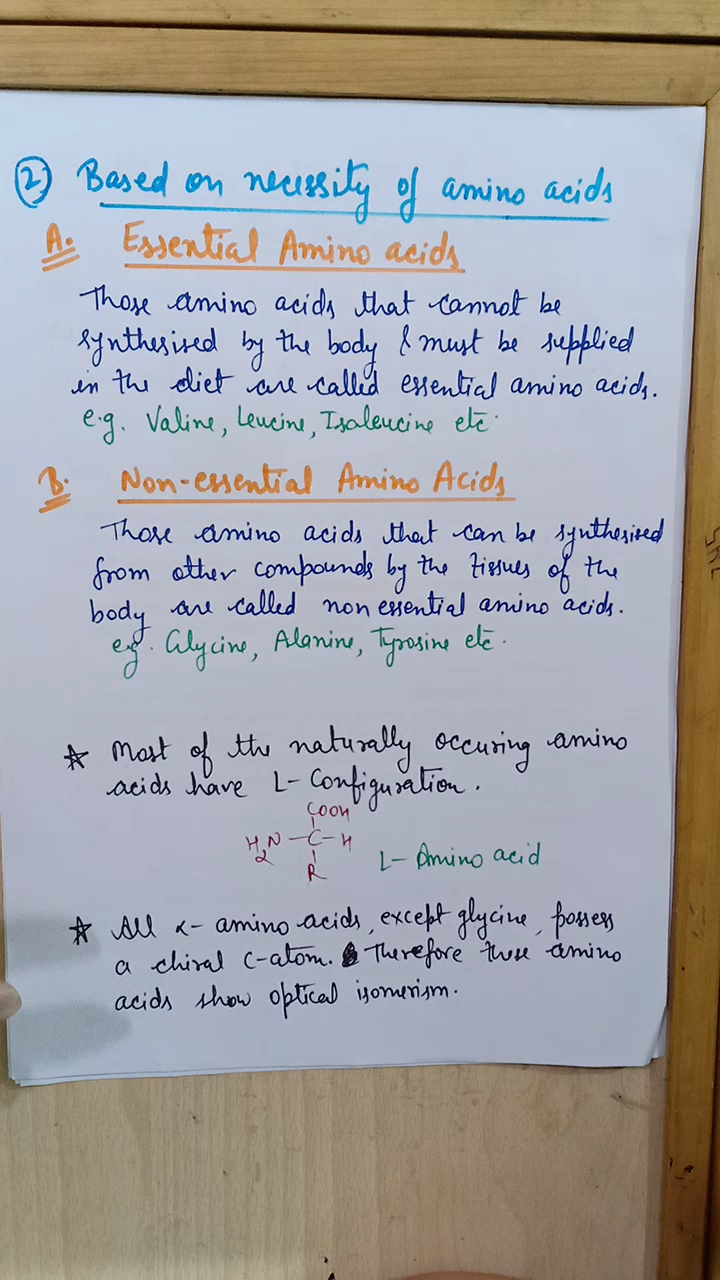 ② Based on necessity of amino acids
A. Essential Amino acids
Those amino acids that cannot be
synthesised by the body & must be supplied
in the diet are called essential amino acids.
e.g. Valine, Leucine, Isoleucine etc.
B. Non-essential Amino Acids
Those amino acids that can be synthesised
from other compounds by the tissues of the
body are called non essential amino acids.
eg. Glycine, Alanine, Tyrosine etc.
☆ Most of the naturally occuring amino
acids have L-Configuration.
COOH
H₂N-C-H
R
L-Amino acid
☆ All α-amino acids, except glycine, possess
a chiral C-atom. Therefore these amino
acids show optical isomerism.